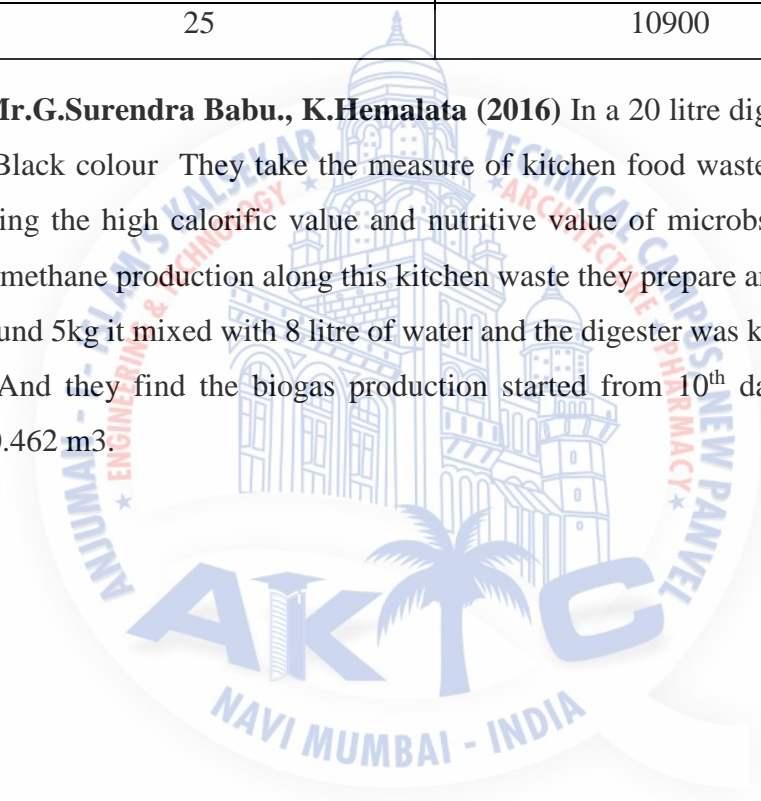 25 10900
Mr.G.Surendra Babu., K.Hemalata (2016) In a 20 litre dig
Black colour They take the measure of kitchen food waste
ing the high calorific value and nutritive value of microbs
methane production along this kitchen waste they prepare a
und 5kg it mixed with 8 litre of water and the digester was k
And they find the biogas production started from 10th da
0.462 m3.
ANJUMAN - I - ISLAM'S KALSEKAR TECHNICAL CAMPUS NEW PANVEL
ENGINEERING & TECHNOLOGY ★ ★ ARCHITECTURE ★ PHARMACY ★
AKTC
NAVI MUMBAI - INDIA